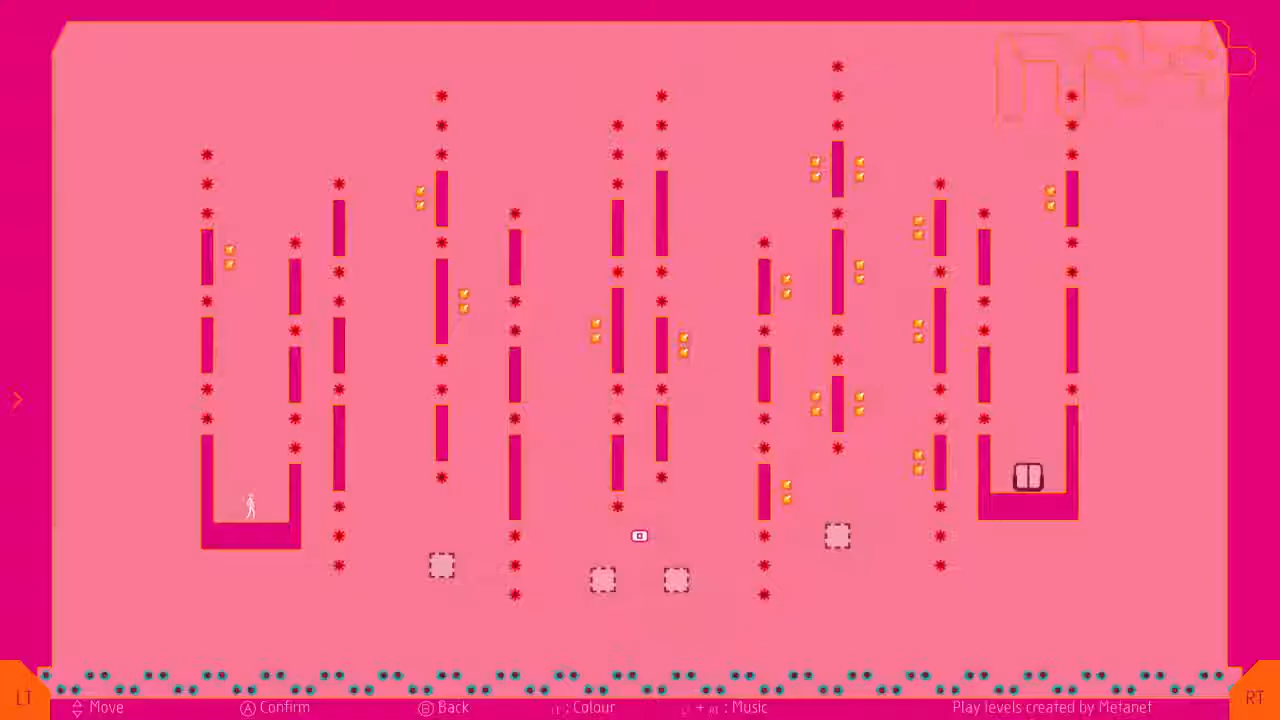 LT
Move
A Confirm
B Back
: Colour
+ : Music
Play levels created by Metanet
RT